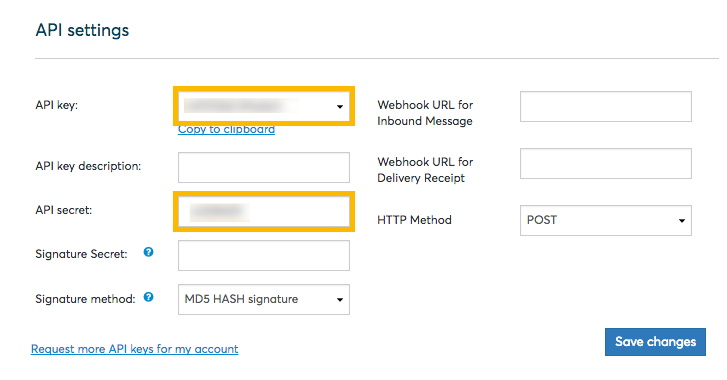 API settings
API key:
Copy to clipboard
API key description:
API secret:
Signature Secret: ?
Signature method: ? MD5 HASH signature
Request more API keys for my account
Webhook URL for
Inbound Message
Webhook URL for
Delivery Receipt
HTTP Method POST
Save changes